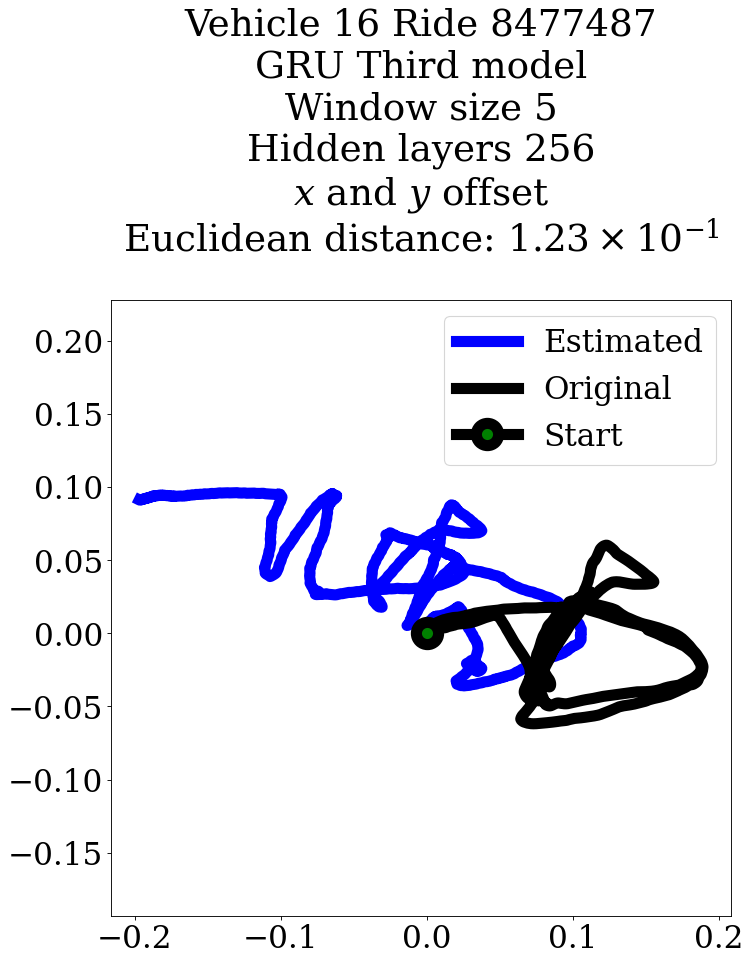 Vehicle 16 Ride 8477487
GRU Third model
Window size 5
Hidden layers 256
x and y offset
Euclidean distance: 1.23 × 10⁻¹
Estimated
Original
Start
0.20
0.15
0.10
0.05
0.00
−0.05
−0.10
−0.15
−0.2 −0.1 0.0 0.1 0.2